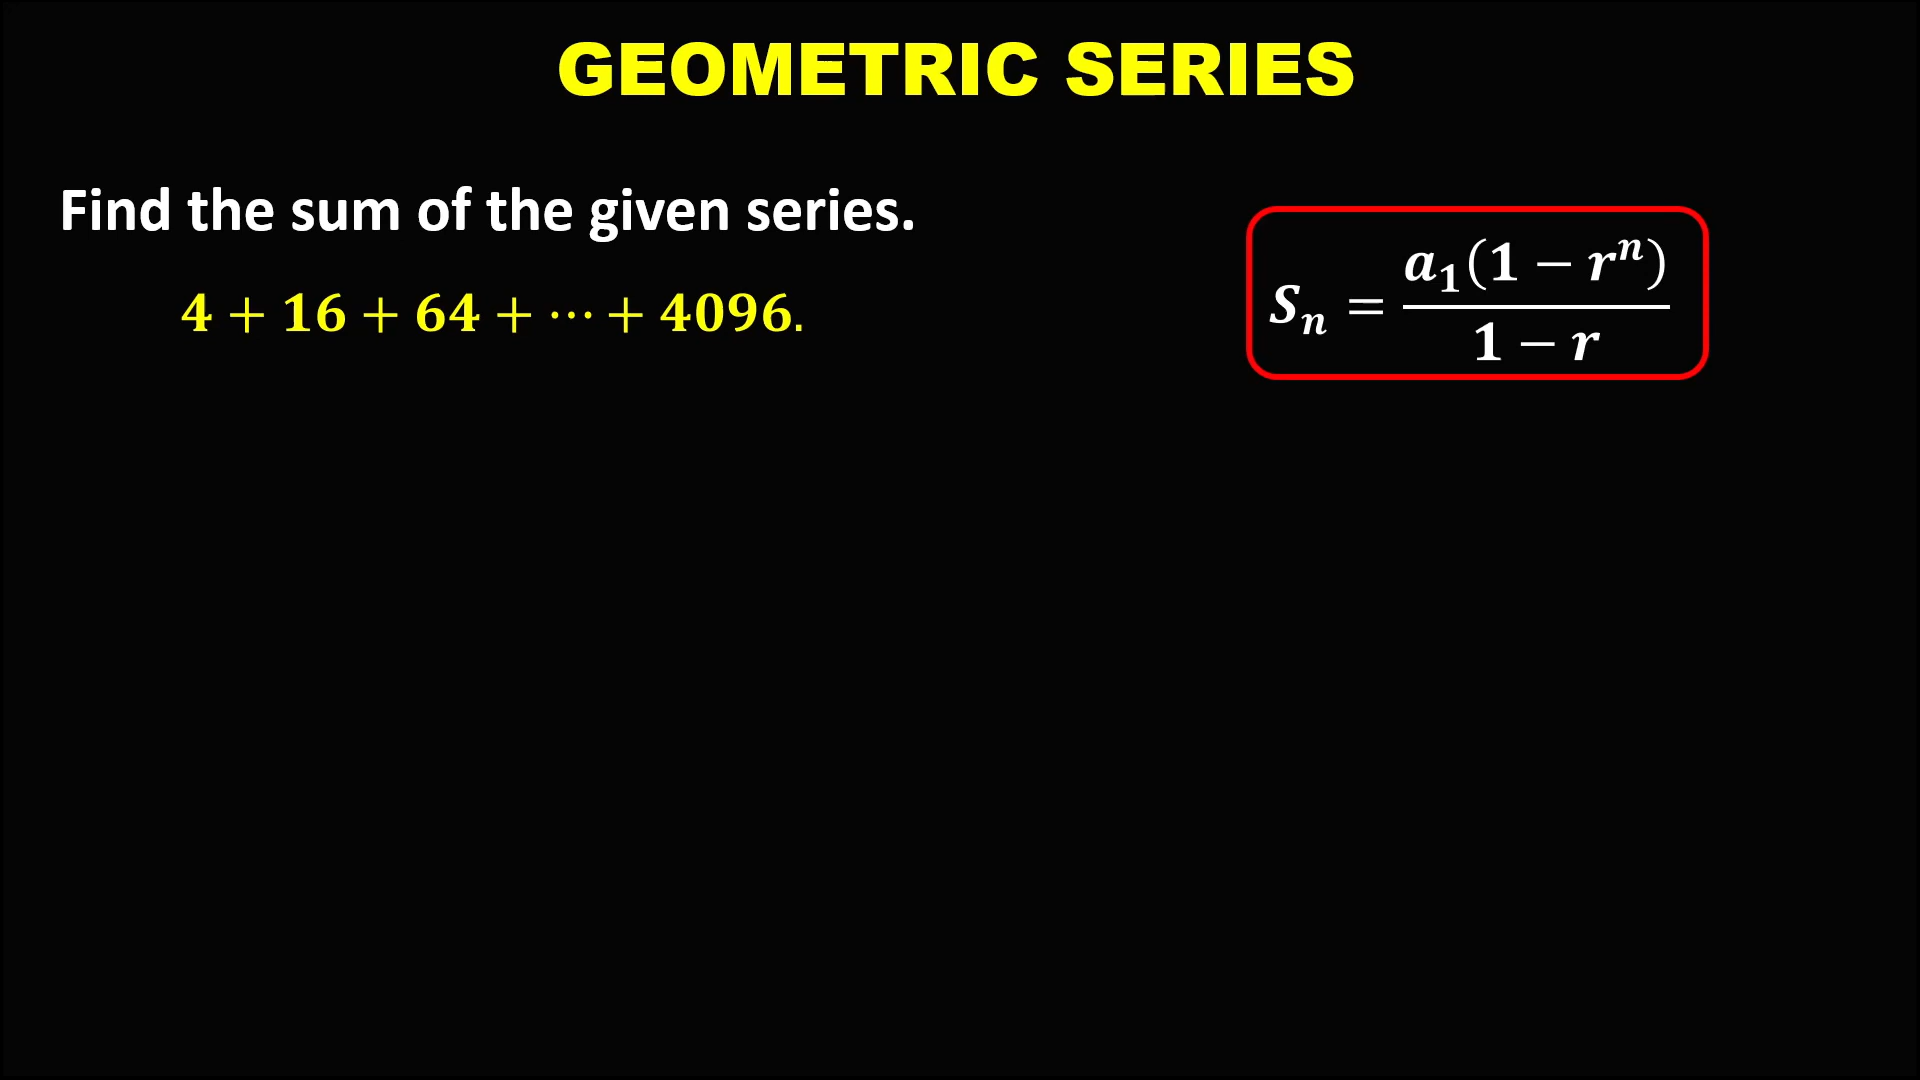 GEOMETRIC SERIES
Find the sum of the given series.
4 + 16 + 64 + ⋯ + 4096.
Sₙ = a₁(1 − rⁿ) / 1 − r